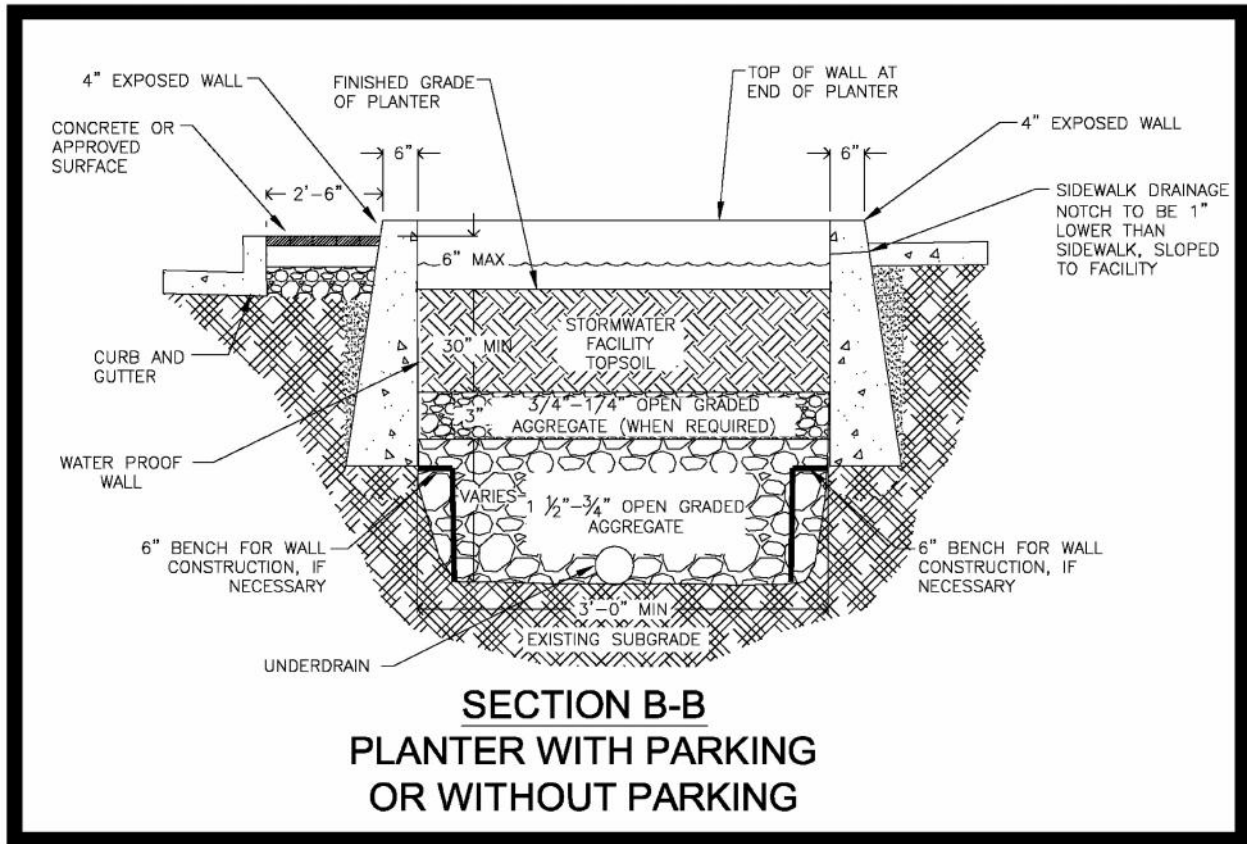 4" EXPOSED WALL
CONCRETE OR
APPROVED
SURFACE
FINISHED GRADE
OF PLANTER
TOP OF WALL AT
END OF PLANTER
4" EXPOSED WALL
6"
6"
2'-6"
SIDEWALK DRAINAGE
NOTCH TO BE 1"
LOWER THAN
SIDEWALK, SLOPED
TO FACILITY
6" MAX
STORMWATER
FACILITY
TOPSOIL
30" MIN
CURB AND
GUTTER
3"
3/4"-1/4" OPEN GRADED
AGGREGATE (WHEN REQUIRED)
WATER PROOF
WALL
VARIES
1 ½"-¾" OPEN GRADED
AGGREGATE
6" BENCH FOR WALL
CONSTRUCTION, IF
NECESSARY
6" BENCH FOR WALL
CONSTRUCTION, IF
NECESSARY
3'-0" MIN
EXISTING SUBGRADE
UNDERDRAIN
SECTION B-B
PLANTER WITH PARKING
OR WITHOUT PARKING